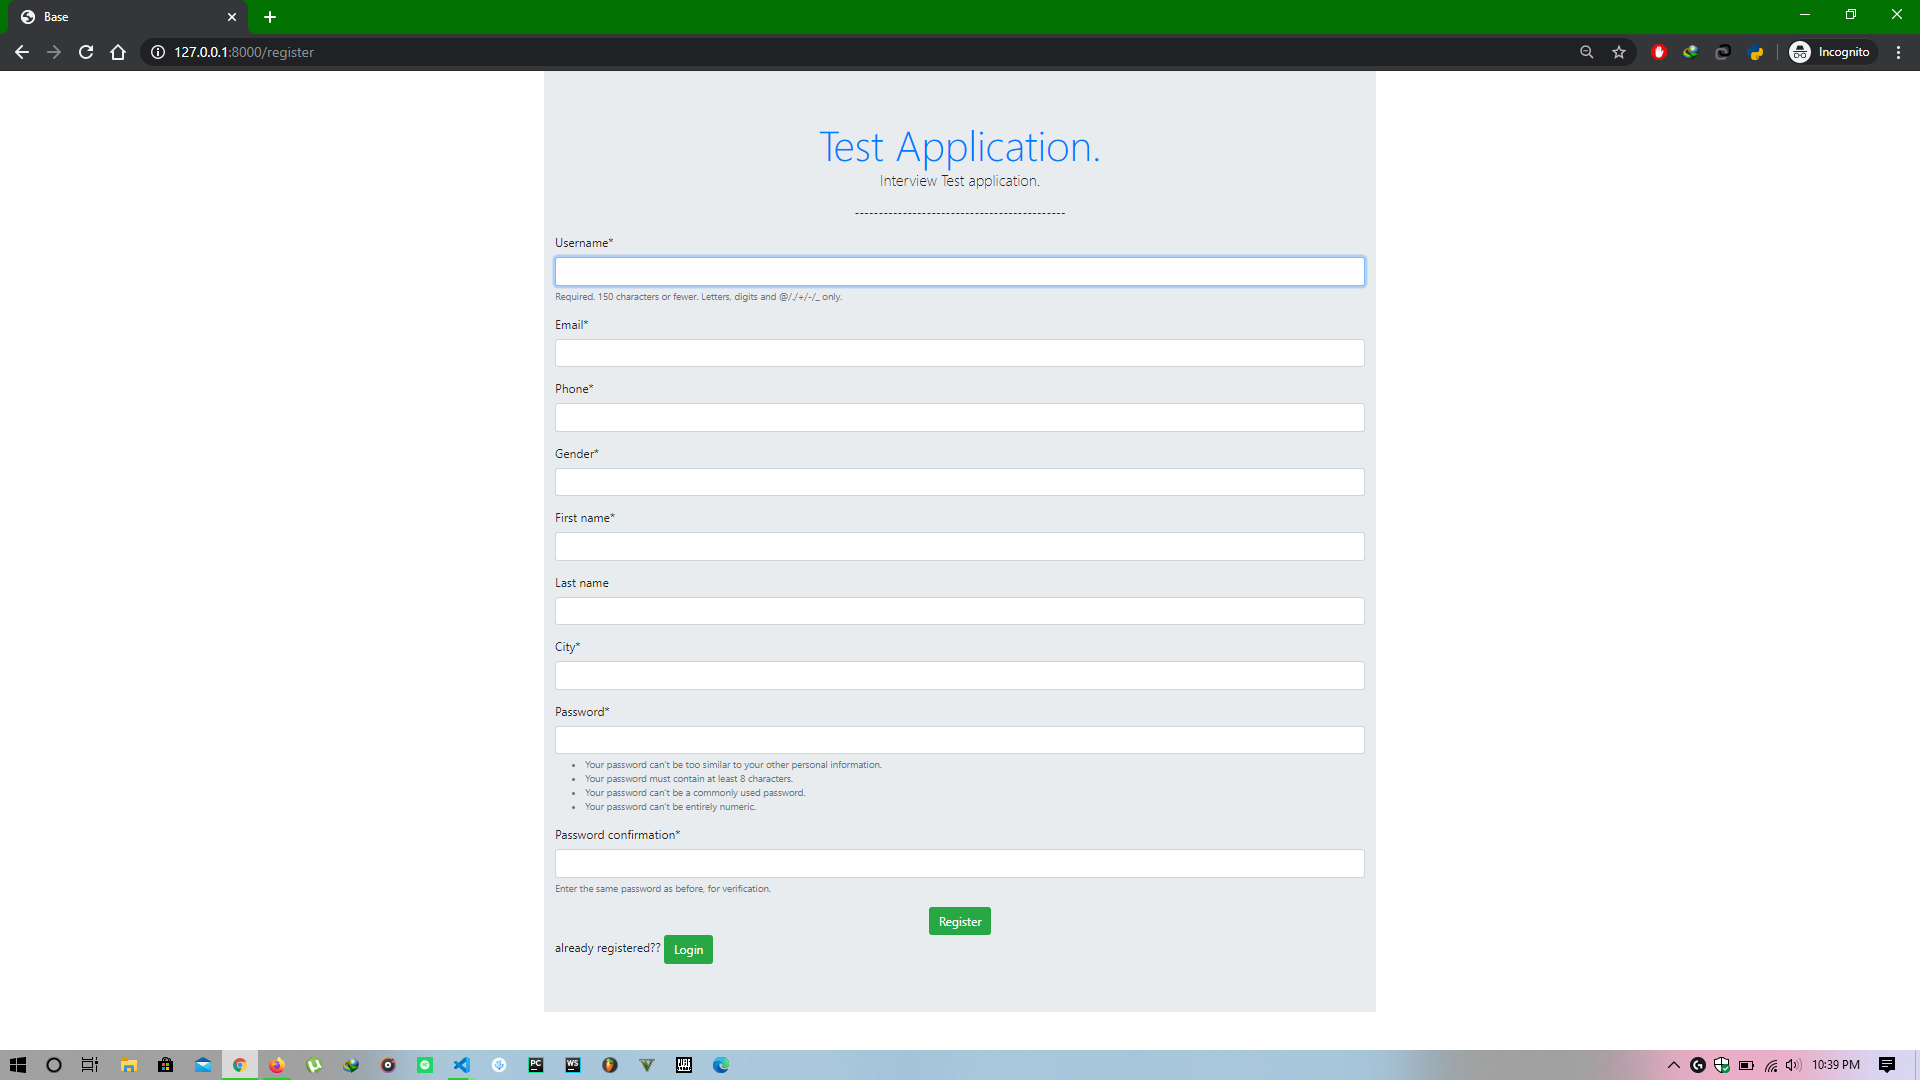 Base
127.0.0.1:8000/register
Incognito
Test Application.
Interview Test application.
--------------------------------------------
Username*
Required. 150 characters or fewer. Letters, digits and @/./+/-/_ only.
Email*
Phone*
Gender*
First name*
Last name
City*
Password*
Your password can't be too similar to your other personal information.
Your password must contain at least 8 characters.
Your password can't be a commonly used password.
Your password can't be entirely numeric.
Password confirmation*
Enter the same password as before, for verification.
Register
already registered?? Login
PC
WS
10:39 PM